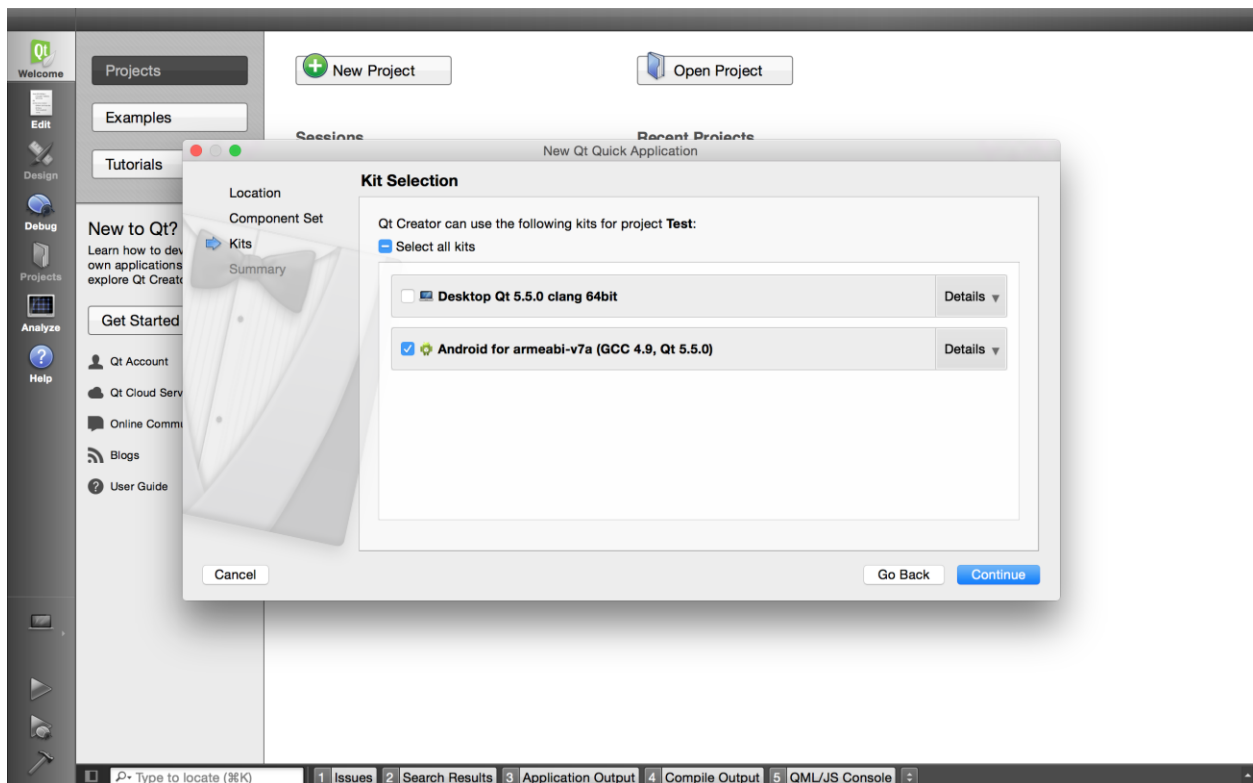 Qt
Welcome
Edit
Design
Debug
Projects
Analyze
Help
Projects
Examples
Tutorials
New to Qt?
Learn how to dev
own applications
explore Qt Creato
Get Started
Qt Account
Qt Cloud Serv
Online Commu
Blogs
User Guide
New Project
Open Project
Sessions
Recent Projects
New Qt Quick Application
Location
Component Set
Kits
Summary
Kit Selection
Qt Creator can use the following kits for project Test:
Select all kits
Desktop Qt 5.5.0 clang 64bit
Details
Android for armeabi-v7a (GCC 4.9, Qt 5.5.0)
Details
Cancel
Go Back
Continue
Type to locate (⌘K)
1 Issues 2 Search Results 3 Application Output 4 Compile Output 5 QML/JS Console